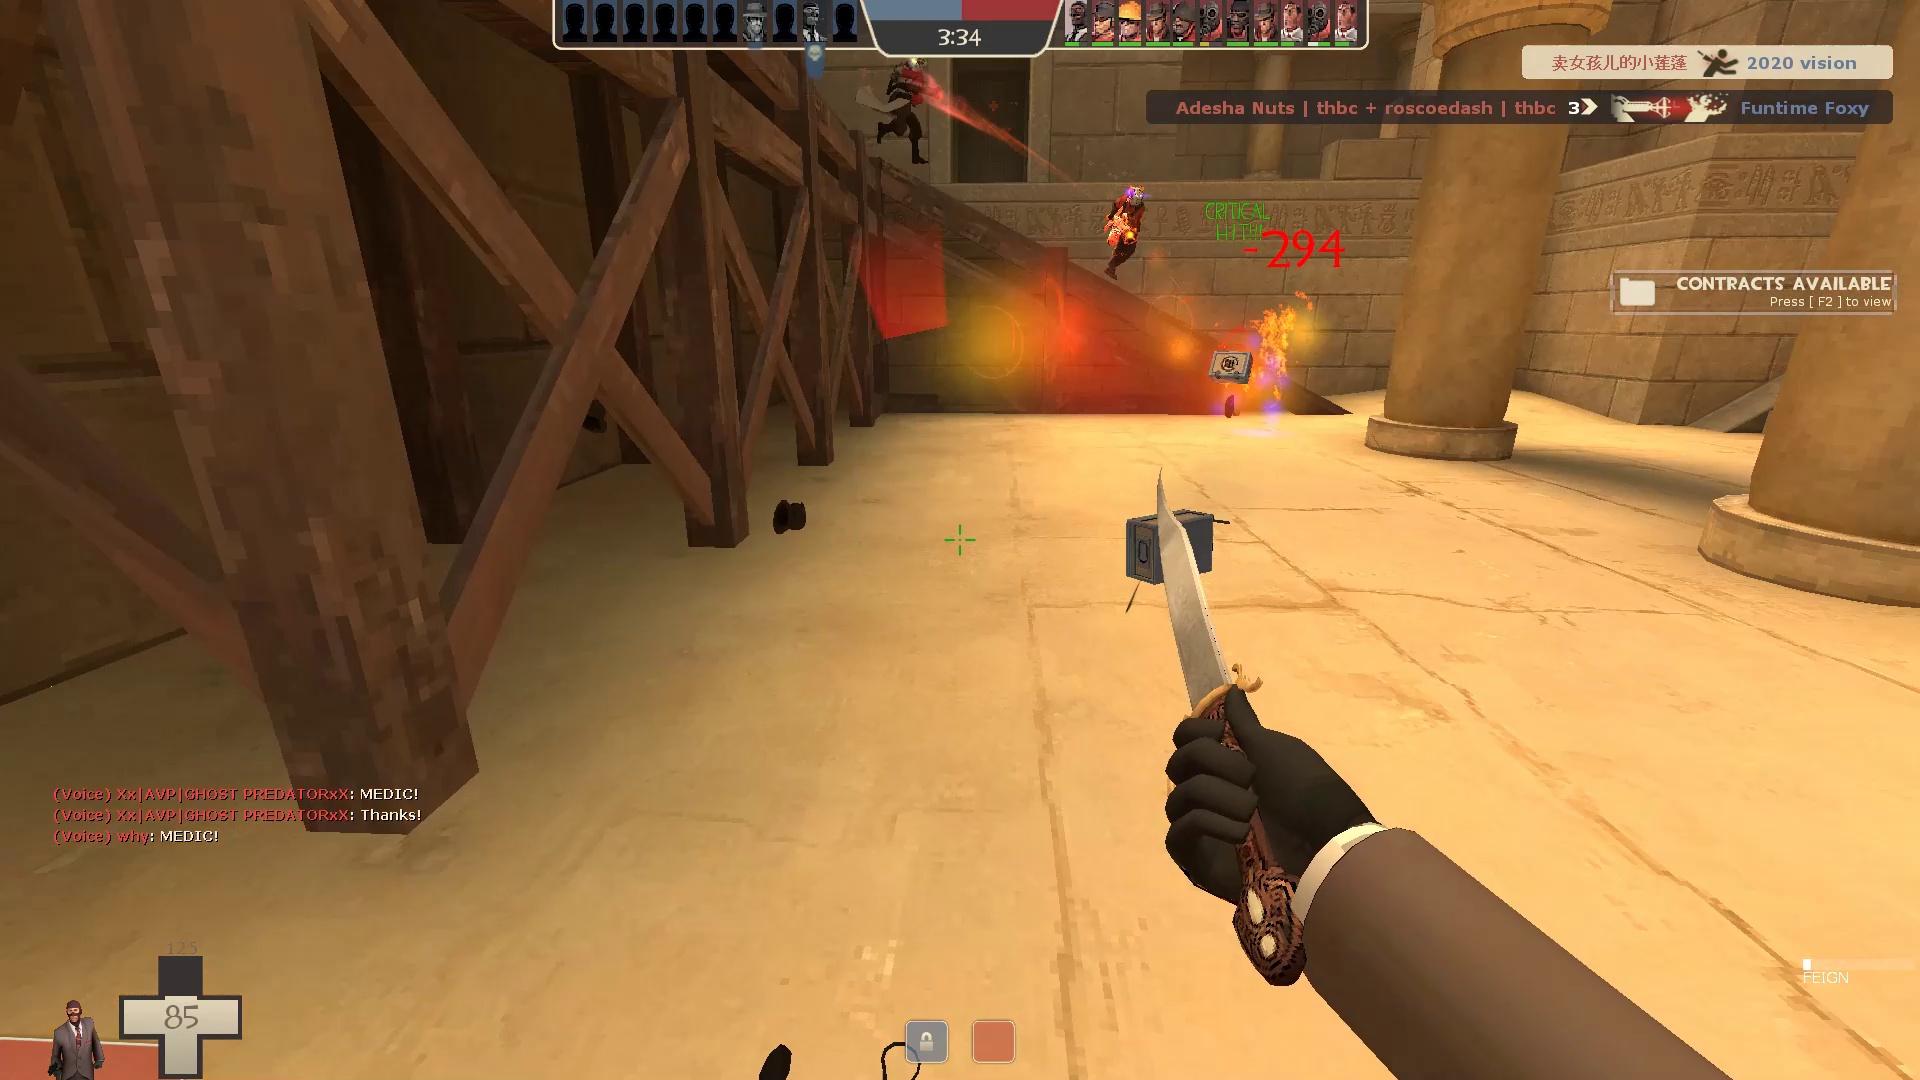 3:34
卖女孩儿的小莲蓬 2020 vision
Adesha Nuts | thbc + roscoedash | thbc 3 Funtime Foxy
CRITICAL
HIT!!!
-294
CONTRACTS AVAILABLE
Press [ F2 ] to view
(Voice) Xx|AVP|GHOST PREDATORxX: MEDIC!
(Voice) Xx|AVP|GHOST PREDATORxX: Thanks!
(Voice) why: MEDIC!
125
85
FEIGN